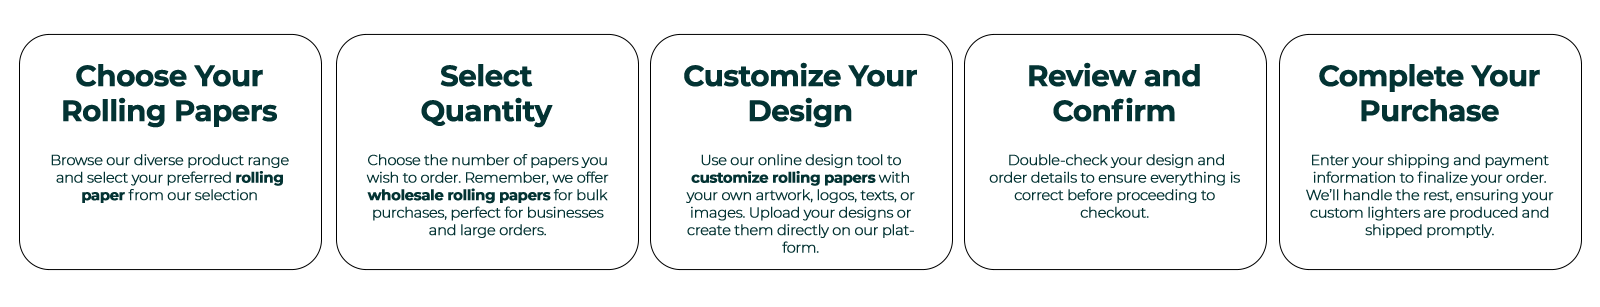 Choose Your
Rolling Papers
Browse our diverse product range
and select your preferred rolling
paper from our selection
Select
Quantity
Choose the number of papers you
wish to order. Remember, we offer
wholesale rolling papers for bulk
purchases, perfect for businesses
and large orders.
Customize Your
Design
Use our online design tool to
customize rolling papers with
your own artwork, logos, texts, or
images. Upload your designs or
create them directly on our plat-
form.
Review and
Confirm
Double-check your design and
order details to ensure everything is
correct before proceeding to
checkout.
Complete Your
Purchase
Enter your shipping and payment
information to finalize your order.
We'll handle the rest, ensuring your
custom lighters are produced and
shipped promptly.